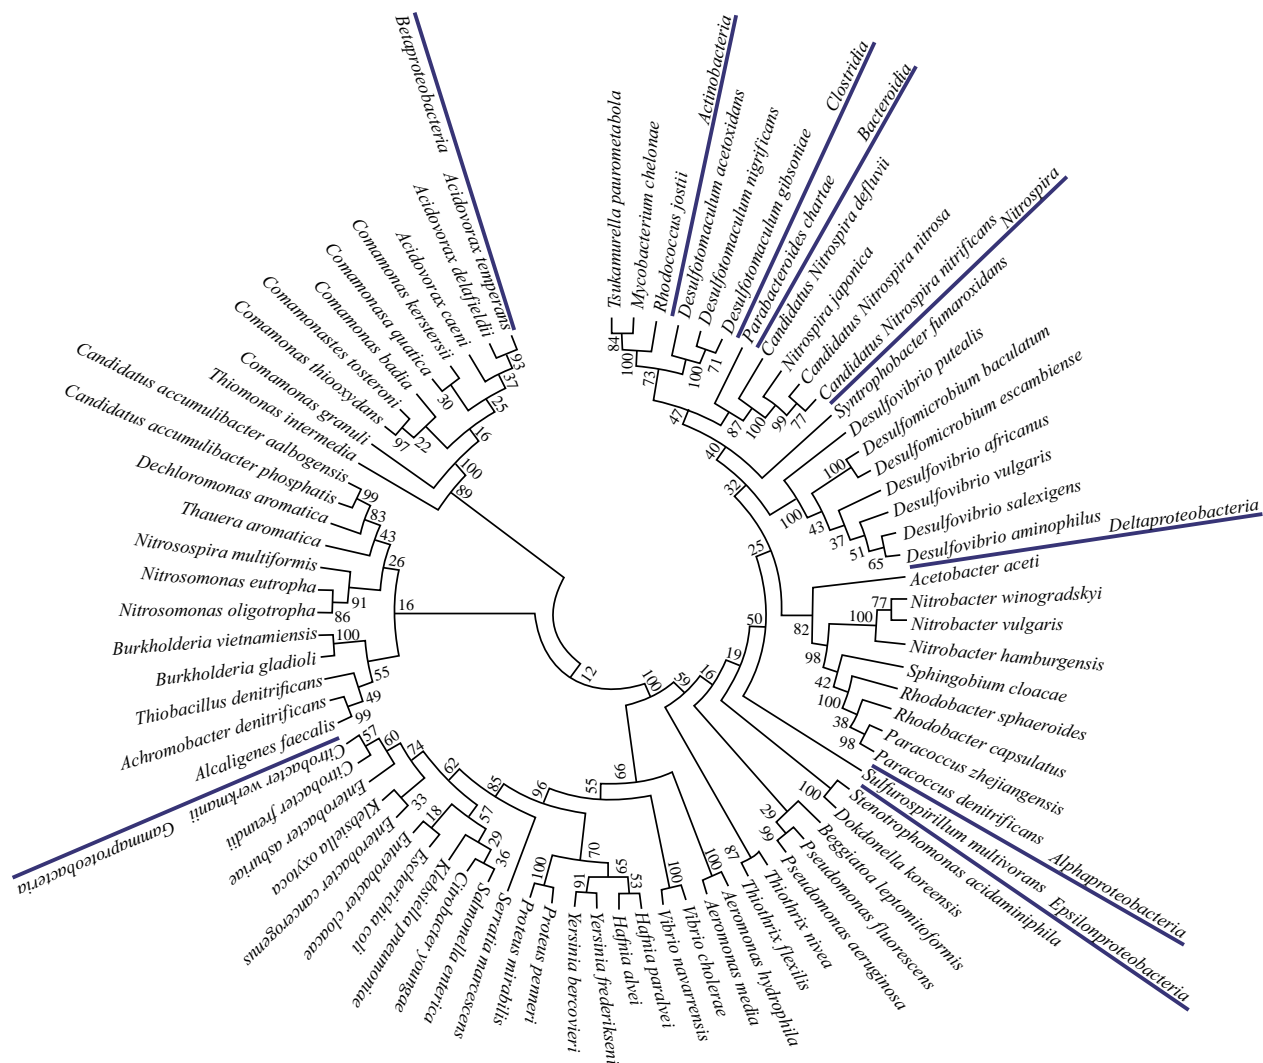 Betaproteobacteria
Acidovorax temperans
Acidovorax delafieldii
Acidovorax caeni
Comamonas kerstersii
Comamonasa quatica
Comamonas badia
Comamonastes tosteroni
Comamonas thiooxydans
Comamonas granuli
Thiomonas intermedia
Candidatus accumulibacter aalbogensis
Candidatus accumulibacter phosphatis
Dechloromonas aromatica
Thauera aromatica
Nitrosospira multiformis
Nitrosomonas eutropha
Nitrosomonas oligotropha
Burkholderia vietnamiensis
Burkholderia gladioli
Thiobacillus denitrificans
Achromobacter denitrificans
Alcaligenes faecalis
Gammaproteobacteria
Citrobacter werkmanii
Citrobacter freundii
Enterobacter asburiae
Klebsiella oxytoca
Enterobacter cancerogenus
Enterobacter cloacae
Escherichia coli
Klebsiella pneumoniae
Citrobacter youngae
Salmonella enterica
Serratia marcescens
Proteus mirabilis
Proteus penneri
Yersinia bercovieri
Yersinia frederikseni
Hafnia alvei
Hafnia paralvei
Vibrio navarrensis
Vibrio cholerae
Aeromonas media
Aeromonas hydrophila
Thiothrix flexilis
Thiothrix nivea
Pseudomonas aeruginosa
Pseudomonas fluorescens
Beggiatoa leptomitoformis
Dokdonella koreensis
Stenotrophomonas acidaminphila
Epsilonproteobacteria
Sulfurospirillum multivorans
Alphaproteobacteria
Paracoccus denitrificans
Paracoccus zhejiangensis
Rhodobacter capsulatus
Rhodobacter sphaeroides
Sphingobium cloacae
Nitrobacter hamburgensis
Nitrobacter vulgaris
Nitrobacter winogradskyi
Acetobacter aceti
Deltaproteobacteria
Desulfovibrio aminophilus
Desulfovibrio salexigens
Desulfovibrio vulgaris
Desulfovibrio africanus
Desulfomicrobium escambiense
Desulfomicrobium baculatum
Desulfovibrio putealis
Syntrophobacter fumaroxidans
Nitrospira
Candidatus Nitrospira nitrificans
Candidatus Nitrospira nitrosa
Nitrospira japonica
Candidatus Nitrospira defluvii
Bacteroidia
Parabacteroides chartae
Clostridia
Desulfotomaculum gibsoniae
Desulfotomaculum nigrificans
Desulfotomaculum acetoxidans
Actinobacteria
Rhodococcus jostii
Mycobacterium chelonae
Tsukamurella paurometabola
93
37
25
30
16
22
97
100
89
99
83
43
26
91
86
16
100
55
49
99
57
60
74
33
62
18
57
29
36
85
96
100
70
16
65
53
55
99
100
100
12
100
59
87
16
29
99
19
100
50
25
82
77
100
98
42
100
38
98
32
100
100
43
37
51
65
40
47
87
100
99
77
73
100
71
100
84